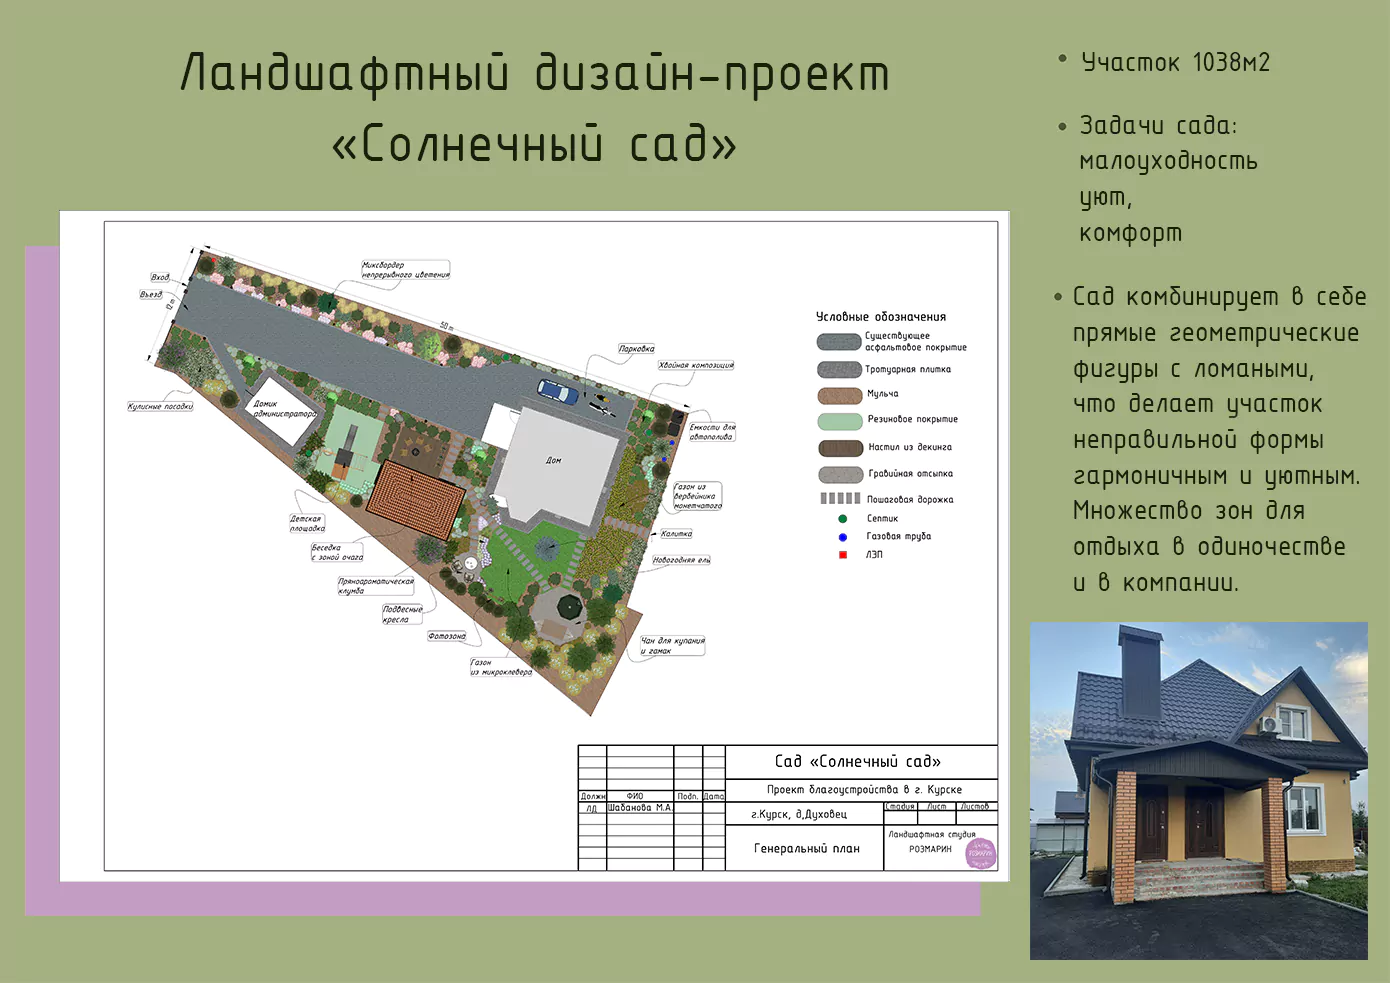 Ландшафтный дизайн-проект
«Солнечный сад»
Участок 1038м2
Задачи сада:
малоуходность
уют,
комфорт
Сад комбинирует в себе
прямые геометрические
фигуры с ломаными,
что делает участок
неправильной формы
гармоничным и уютным.
Множество зон для
отдыха в одиночестве
и в компании.
Вход
Въезд
12 m
50 m
Миксбордер
непрерывного цветения
Парковка
Хвойная композиция
Емкости для
автополива
Газон из
вербейника
монетчатого
Калитка
Новогодняя ель
Чан для купания
и гамак
Газон
из микроклевера
Фотозона
Подвесные
кресла
Пряноароматическая
клумба
Беседка
с зоной очага
Детская
площадка
Кулисные посадки
Домик
администратора
Дом
Условные обозначения
Существующее
асфальтовое покрытие
Тротуарная плитка
Мульча
Резиновое покрытие
Настил из декинга
Гравийная отсыпка
Пошаговая дорожка
Септик
Газовая труба
ЛЭП
Сад «Солнечный сад»
Проект благоустройства в г. Курске
Должн
ФИО
Подп.
Дата
ЛД
Шабанова М.А.
г.Курск, д,Духовец
Стадия
Лист
Листов
Генеральный план
Ландшафтная студия
РОЗМАРИН
РОЗМАРИН